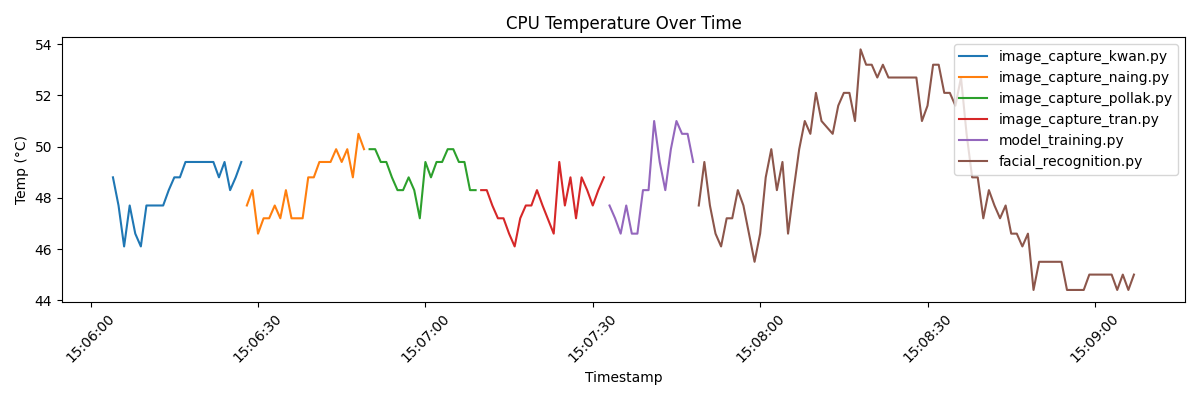 CPU Temperature Over Time
54
52
50
48
46
44
Temp (°C)
image_capture_kwan.py
image_capture_naing.py
image_capture_pollak.py
image_capture_tran.py
model_training.py
facial_recognition.py
15:06:00
15:06:30
15:07:00
15:07:30
15:08:00
15:08:30
15:09:00
Timestamp